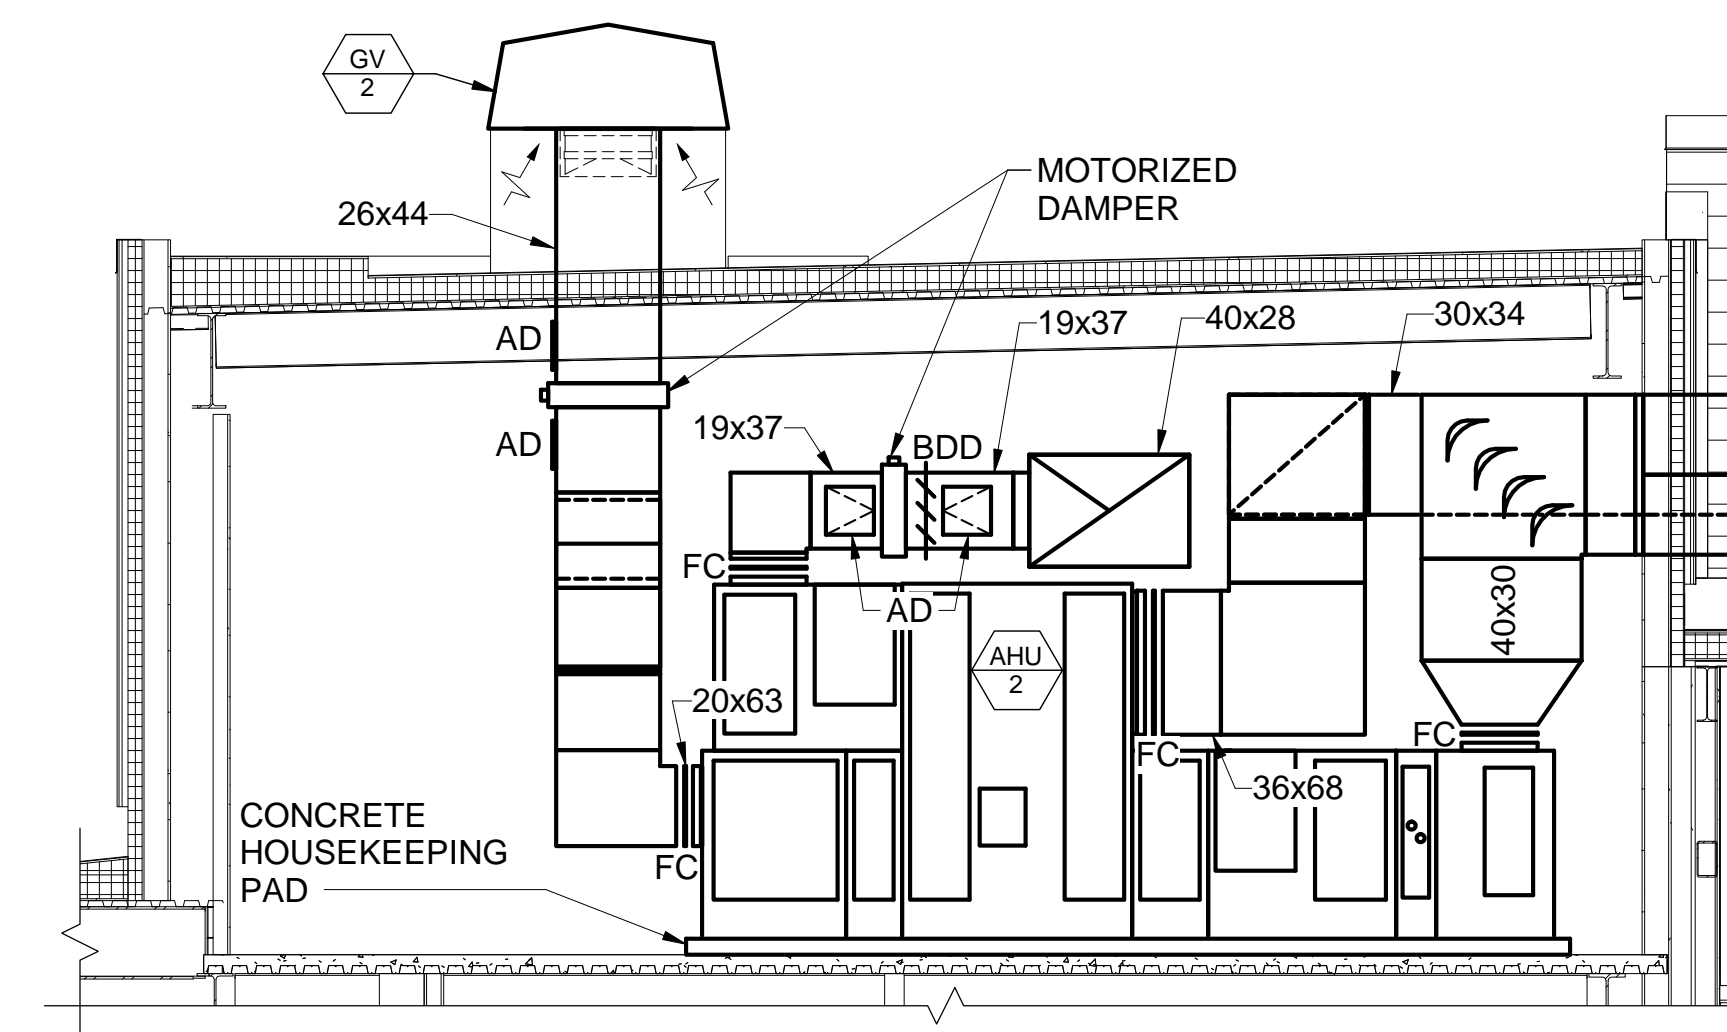 GV
2
MOTORIZED
DAMPER
26x44
AD
19x37
40x28
30x34
AD
19x37
BDD
FC
40x30
AD
AHU
2
20x63
FC
FC
36x68
CONCRETE
HOUSEKEEPING
PAD
FC